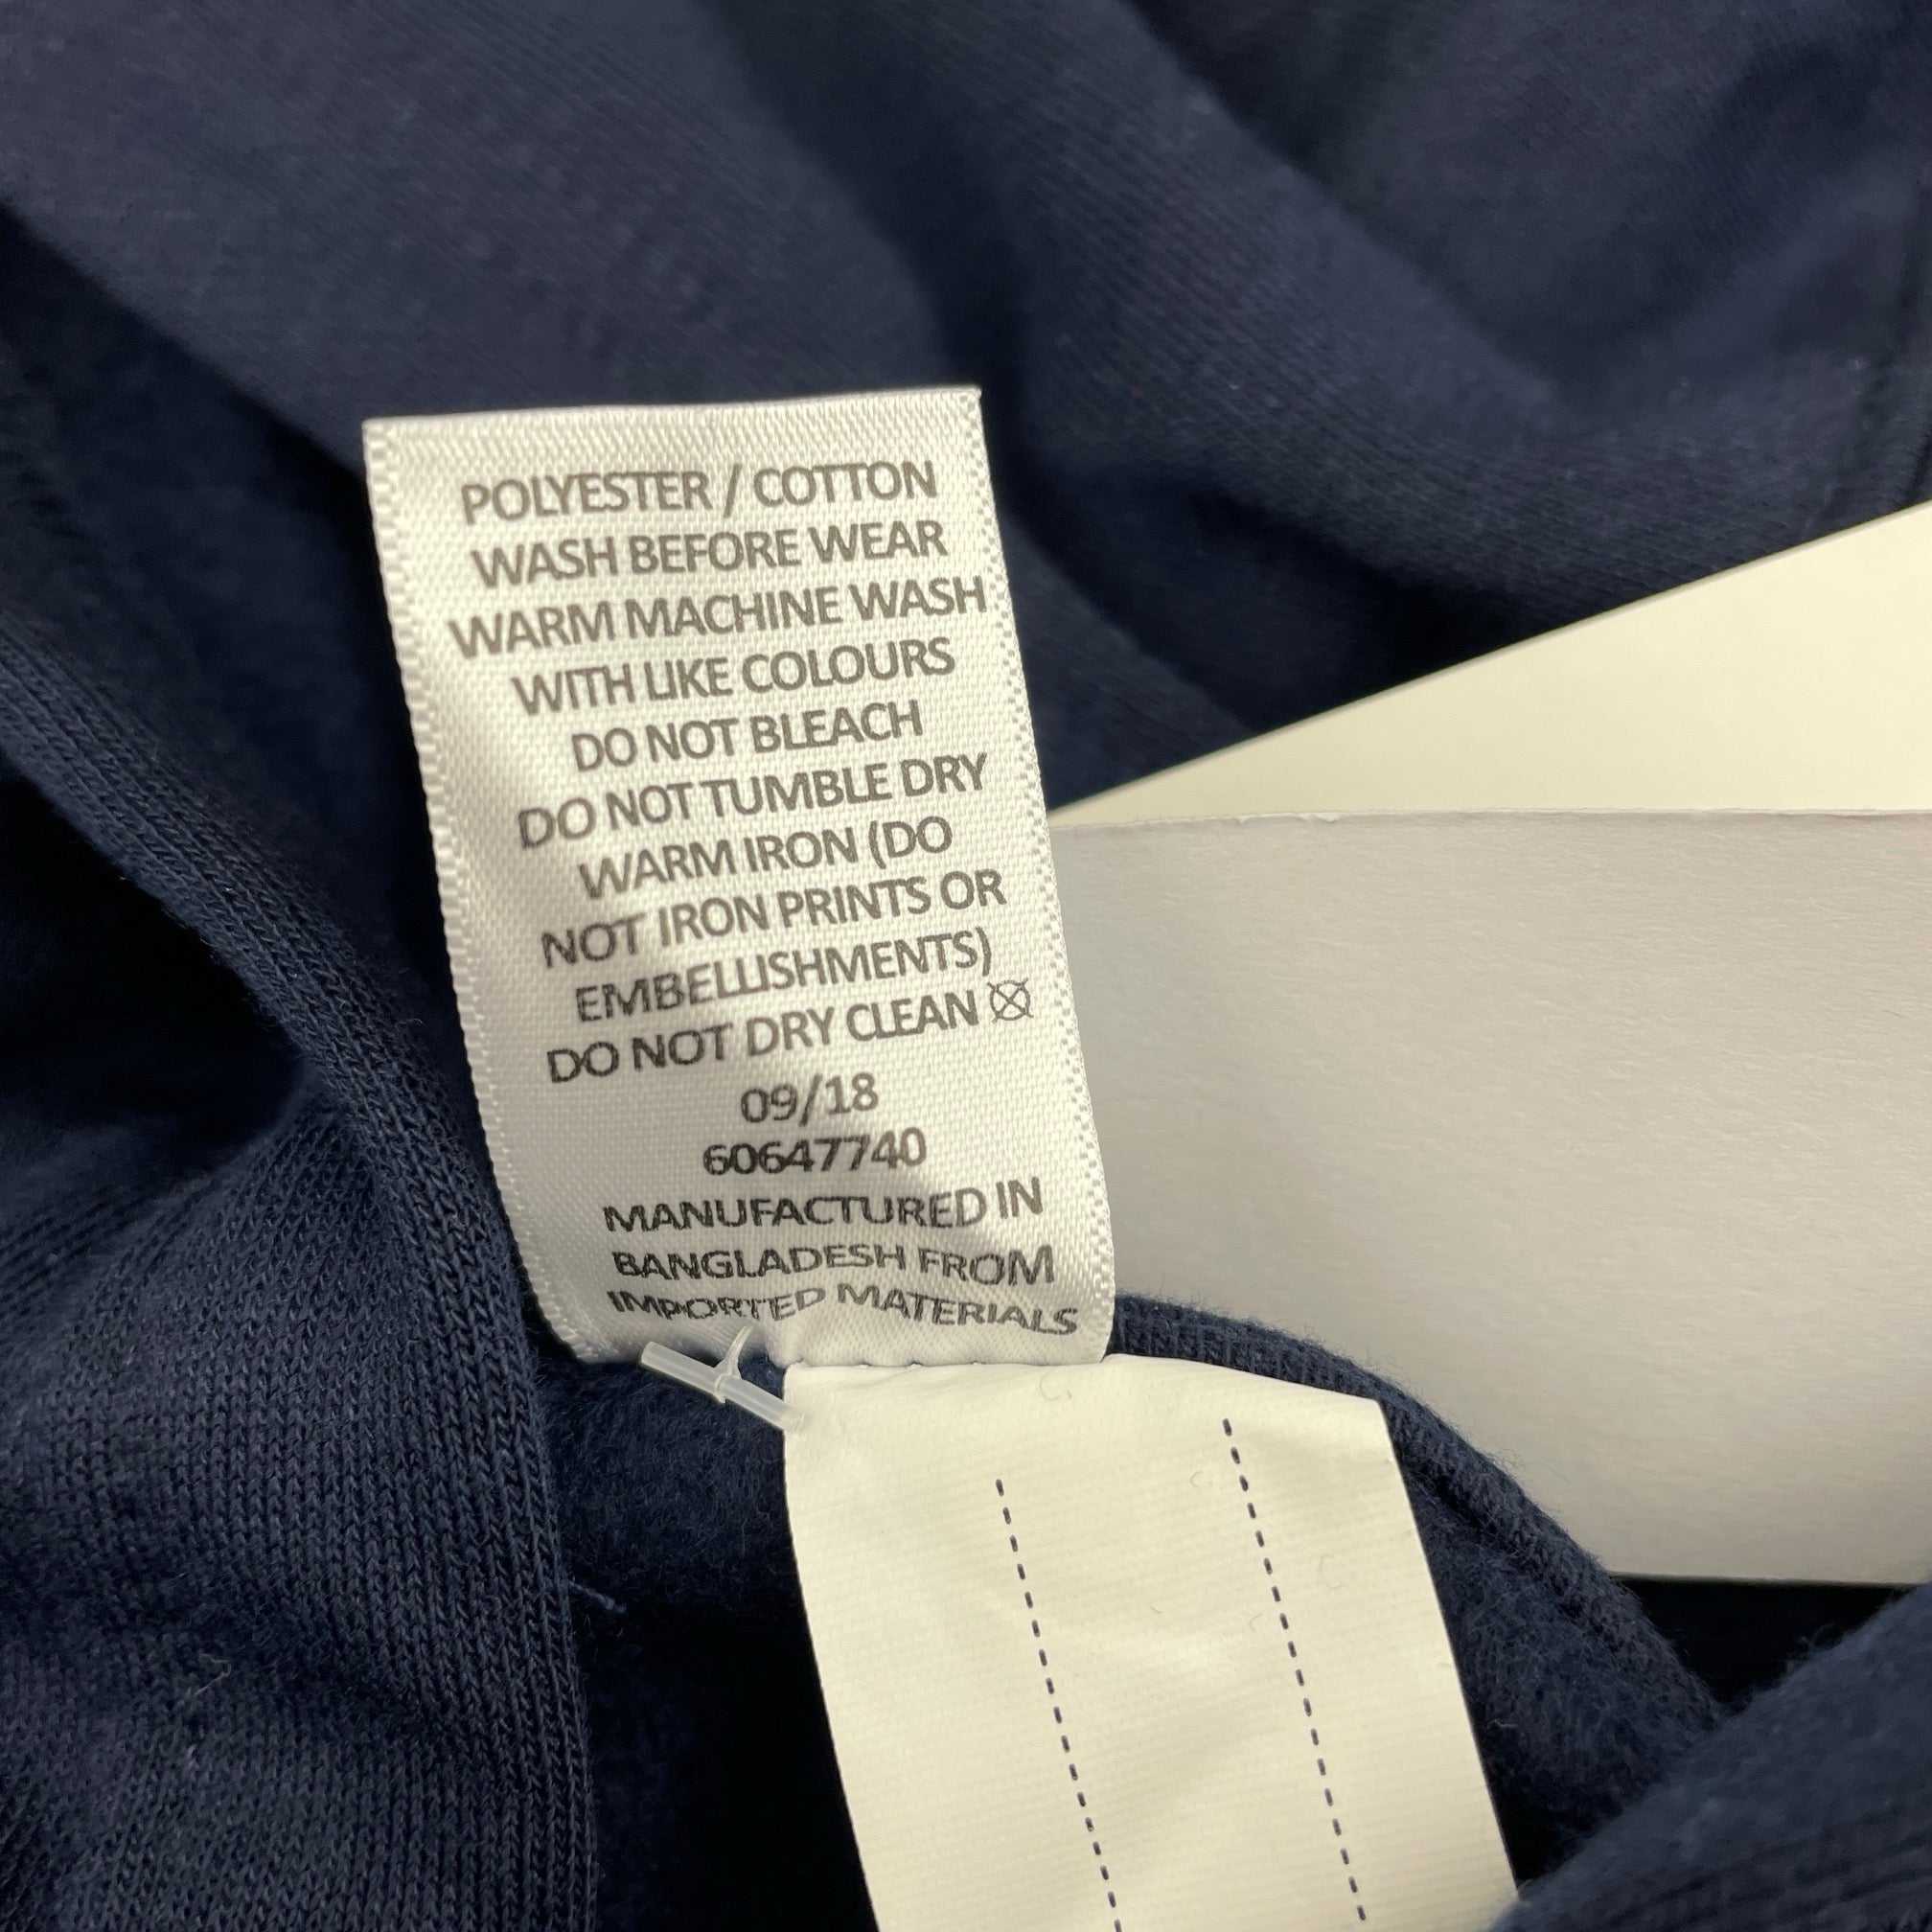 POLYESTER / COTTON
WASH BEFORE WEAR
WARM MACHINE WASH
WITH LIKE COLOURS
DO NOT BLEACH
DO NOT TUMBLE DRY
WARM IRON (DO
NOT IRON PRINTS OR
EMBELLISHMENTS)
DO NOT DRY CLEAN
09/18
60647740
MANUFACTURED IN
BANGLADESH FROM
IMPORTED MATERIALS